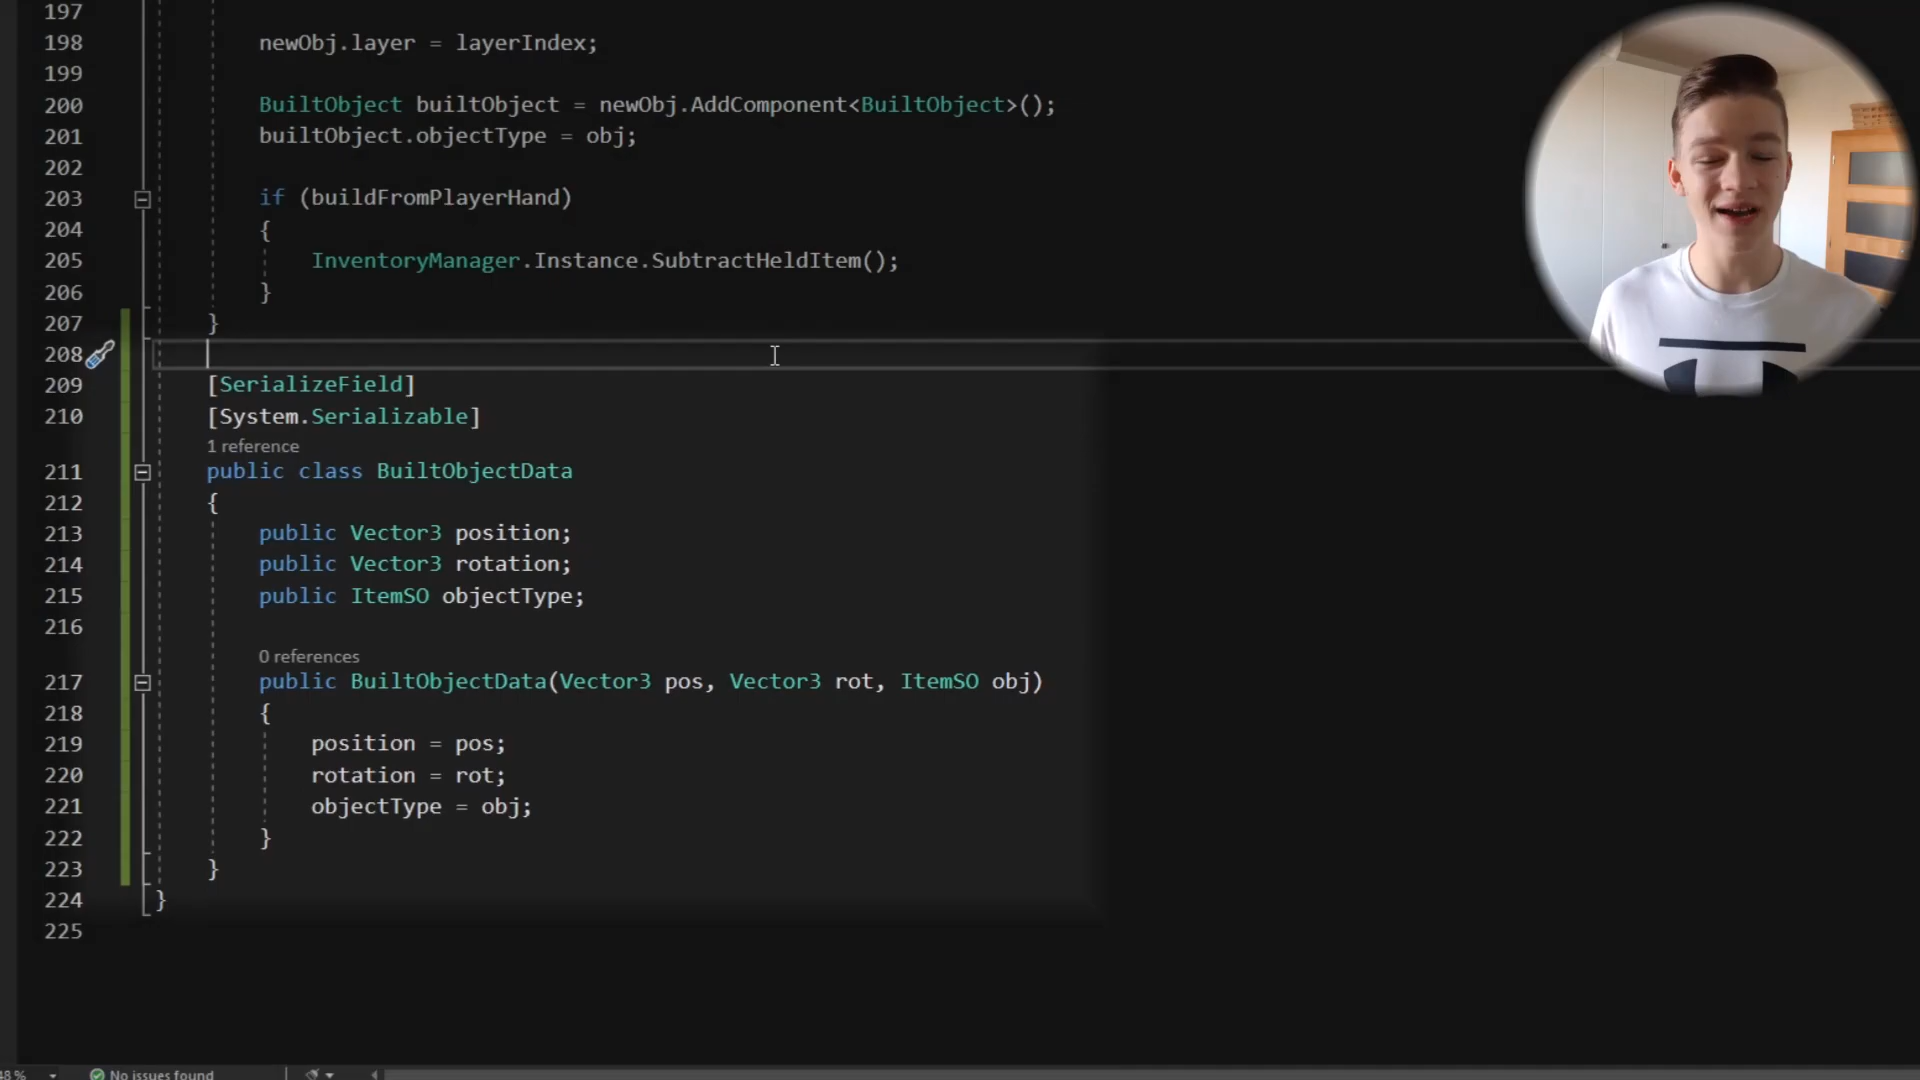 197
198 newObj.layer = layerIndex;
199
200 BuiltObject builtObject = newObj.AddComponent<BuiltObject>();
201 builtObject.objectType = obj;
202
203 if (buildFromPlayerHand)
204 {
205 InventoryManager.Instance.SubtractHeldItem();
206 }
207 }
208
209 [SerializeField]
210 [System.Serializable]
1 reference
211 public class BuiltObjectData
212 {
213 public Vector3 position;
214 public Vector3 rotation;
215 public ItemSO objectType;
216
0 references
217 public BuiltObjectData(Vector3 pos, Vector3 rot, ItemSO obj)
218 {
219 position = pos;
220 rotation = rot;
221 objectType = obj;
222 }
223 }
224 }
225
48 % No issues found